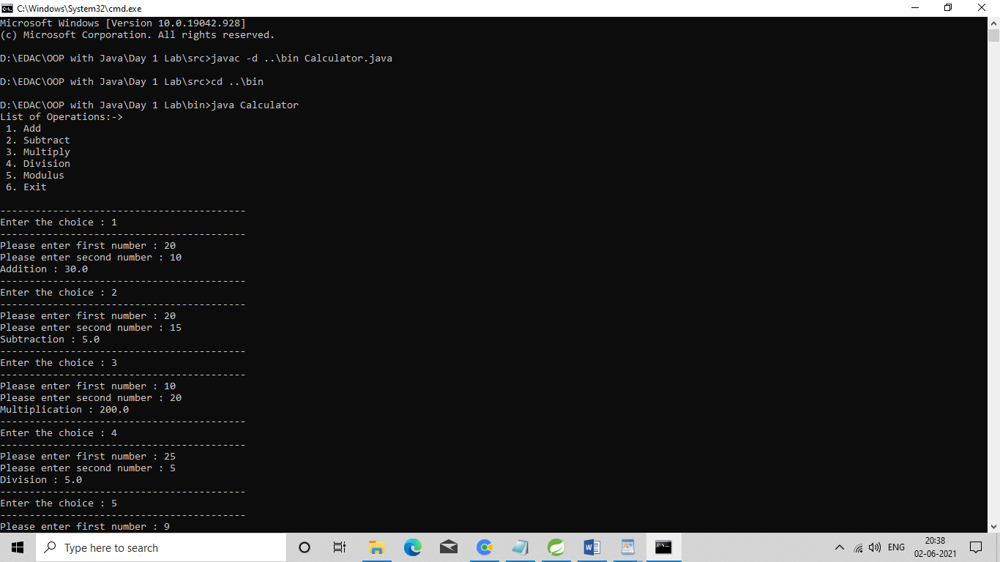 C:\Windows\System32\cmd.exe
Microsoft Windows [Version 10.0.19042.928]
(c) Microsoft Corporation. All rights reserved.
D:\EDAC\OOP with Java\Day 1 Lab\src>javac -d ..\bin Calculator.java
D:\EDAC\OOP with Java\Day 1 Lab\src>cd ..\bin
D:\EDAC\OOP with Java\Day 1 Lab\bin>java Calculator
List of Operations:->
1. Add
2. Subtract
3. Multiply
4. Division
5. Modulus
6. Exit
------------------------------------------
Enter the choice : 1
------------------------------------------
Please enter first number : 20
Please enter second number : 10
Addition : 30.0
------------------------------------------
Enter the choice : 2
------------------------------------------
Please enter first number : 20
Please enter second number : 15
Subtraction : 5.0
------------------------------------------
Enter the choice : 3
------------------------------------------
Please enter first number : 10
Please enter second number : 20
Multiplication : 200.0
------------------------------------------
Enter the choice : 4
------------------------------------------
Please enter first number : 25
Please enter second number : 5
Division : 5.0
------------------------------------------
Enter the choice : 5
------------------------------------------
Please enter first number : 9
Type here to search
ENG
20:38
02-06-2021